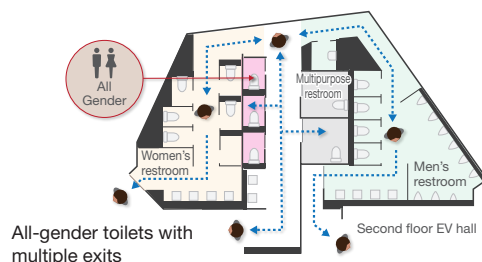 All
Gender
Multipurpose
restroom
Women's
restroom
Men's
restroom
Second floor EV hall
All-gender toilets with
multiple exits